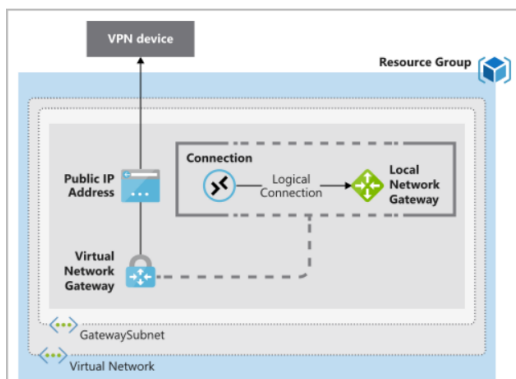 VPN device
Resource Group
Connection
Public IP
Address
Logical
Connection
Local
Network
Gateway
Virtual
Network
Gateway
GatewaySubnet
Virtual Network